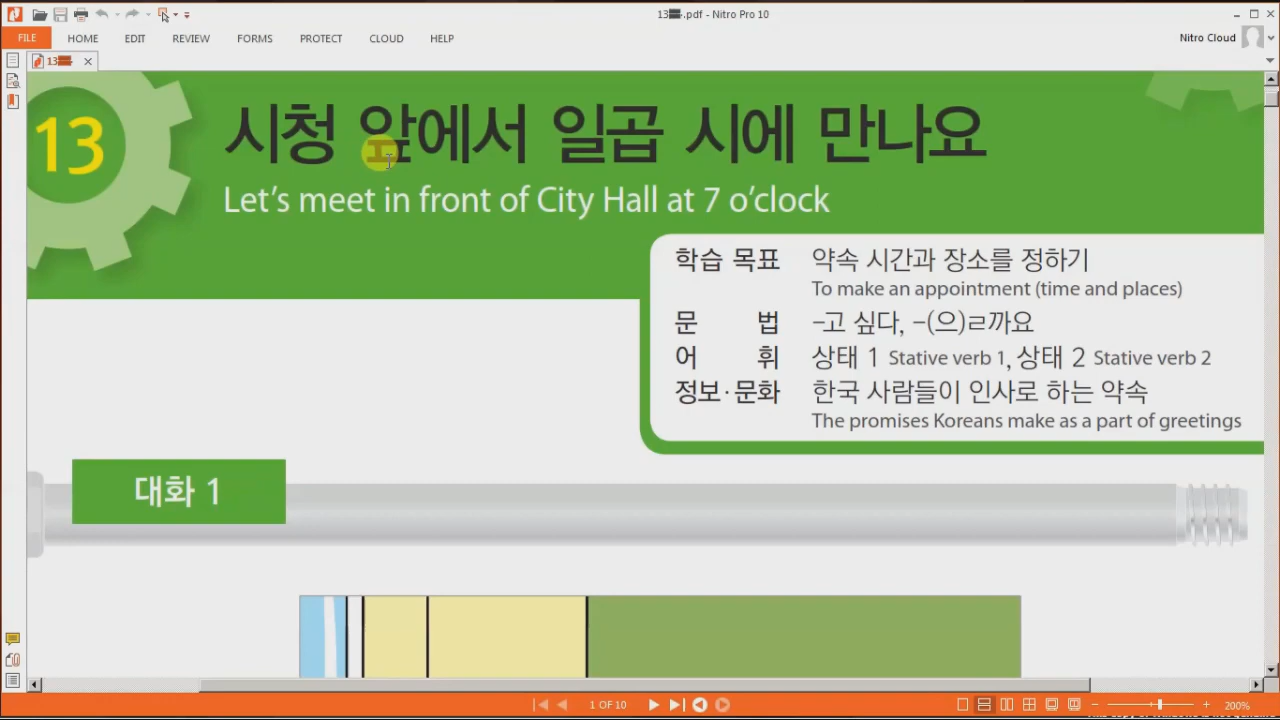 13.pdf - Nitro Pro 10
FILE HOME EDIT REVIEW FORMS PROTECT CLOUD HELP
Nitro Cloud
13
13
시청 앞에서 일곱 시에 만나요
Let's meet in front of City Hall at 7 o'clock
학습 목표 약속 시간과 장소를 정하기
To make an appointment (time and places)
문 법 –고 싶다, –(으)ㄹ까요
어 휘 상태 1 Stative verb 1, 상태 2 Stative verb 2
정보·문화 한국 사람들이 인사로 하는 약속
The promises Koreans make as a part of greetings
대화 1
1 OF 10
200%